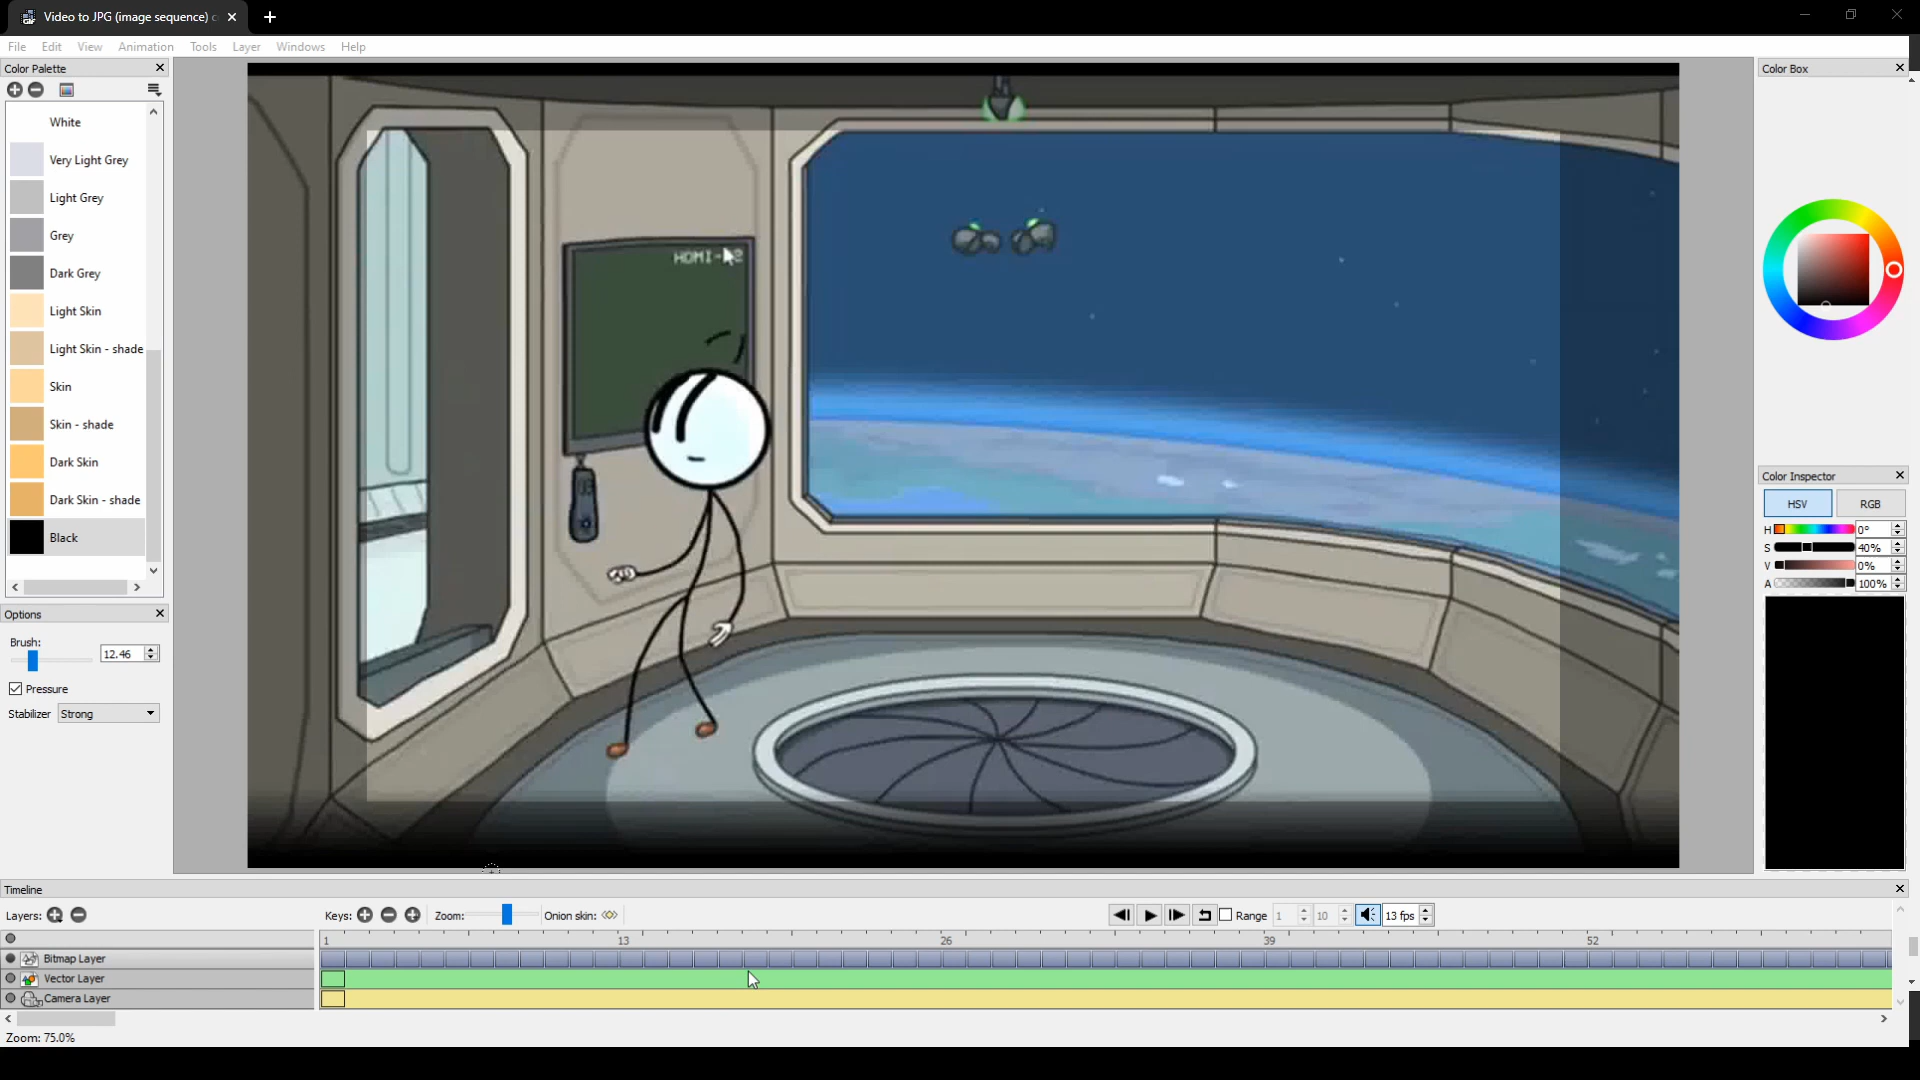 Video to JPG (image sequence) c
File Edit View Animation Tools Layer Windows Help
Color Palette
White
Very Light Grey
Light Grey
Grey
Dark Grey
Light Skin
Light Skin - shade
Skin
Skin - shade
Dark Skin
Dark Skin - shade
Black
Options
Brush:
12.46
Pressure
Stabilizer Strong
Color Box
Color Inspector
HSV RGB
H 0°
S 40%
V 0%
A 100%
Timeline
Layers: Keys: Zoom: Onion skin: Range 1 10 13 fps
1 13 26 39 52
Bitmap Layer
Vector Layer
Camera Layer
Zoom: 75.0%